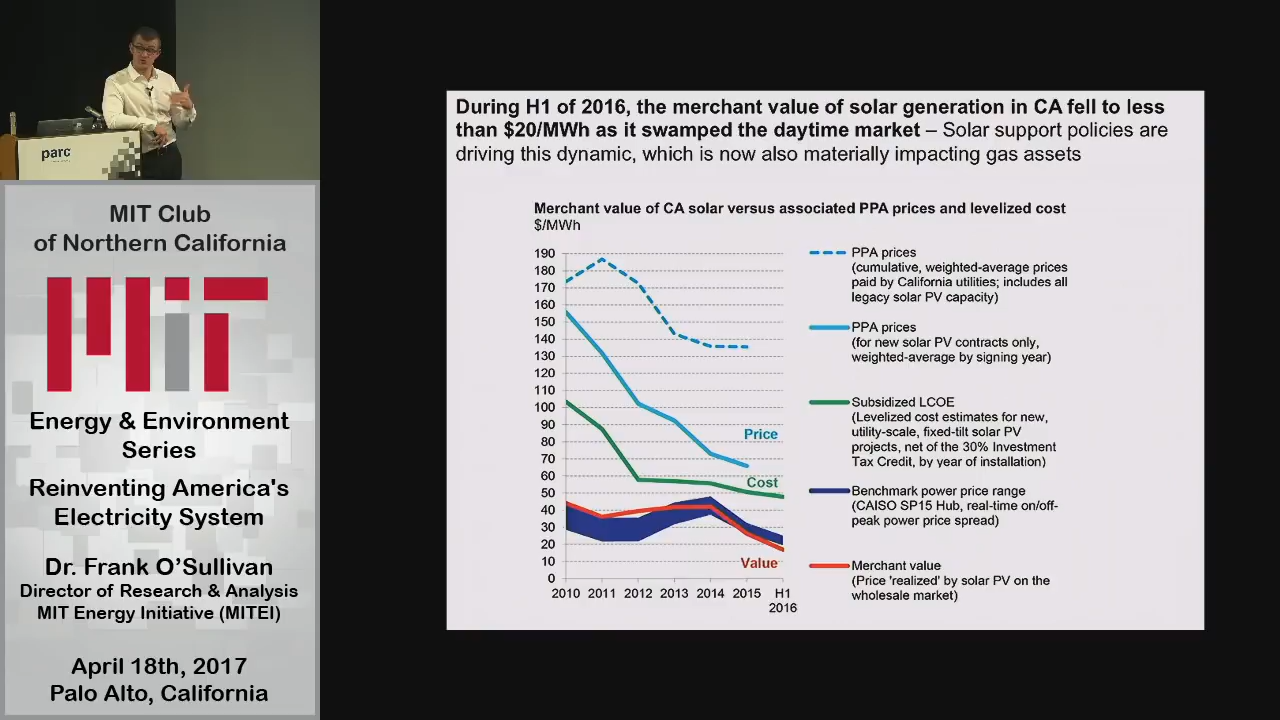 parc
MIT Club
of Northern California
MIT
Energy & Environment
Series
Reinventing America's
Electricity System
Dr. Frank O'Sullivan
Director of Research & Analysis
MIT Energy Initiative (MITEI)
April 18th, 2017
Palo Alto, California
During H1 of 2016, the merchant value of solar generation in CA fell to less
than $20/MWh as it swamped the daytime market – Solar support policies are
driving this dynamic, which is now also materially impacting gas assets
Merchant value of CA solar versus associated PPA prices and levelized cost
$/MWh
190
180
170
160
150
140
130
120
110
100
90
80
70
60
50
40
30
20
10
0
2010 2011 2012 2013 2014 2015 H1
2016
Price
Cost
Value
PPA prices
(cumulative, weighted-average prices
paid by California utilities; includes all
legacy solar PV capacity)
PPA prices
(for new solar PV contracts only,
weighted-average by signing year)
Subsidized LCOE
(Levelized cost estimates for new,
utility-scale, fixed-tilt solar PV
projects, net of the 30% Investment
Tax Credit, by year of installation)
Benchmark power price range
(CAISO SP15 Hub, real-time on/off-
peak power price spread)
Merchant value
(Price 'realized' by solar PV on the
wholesale market)